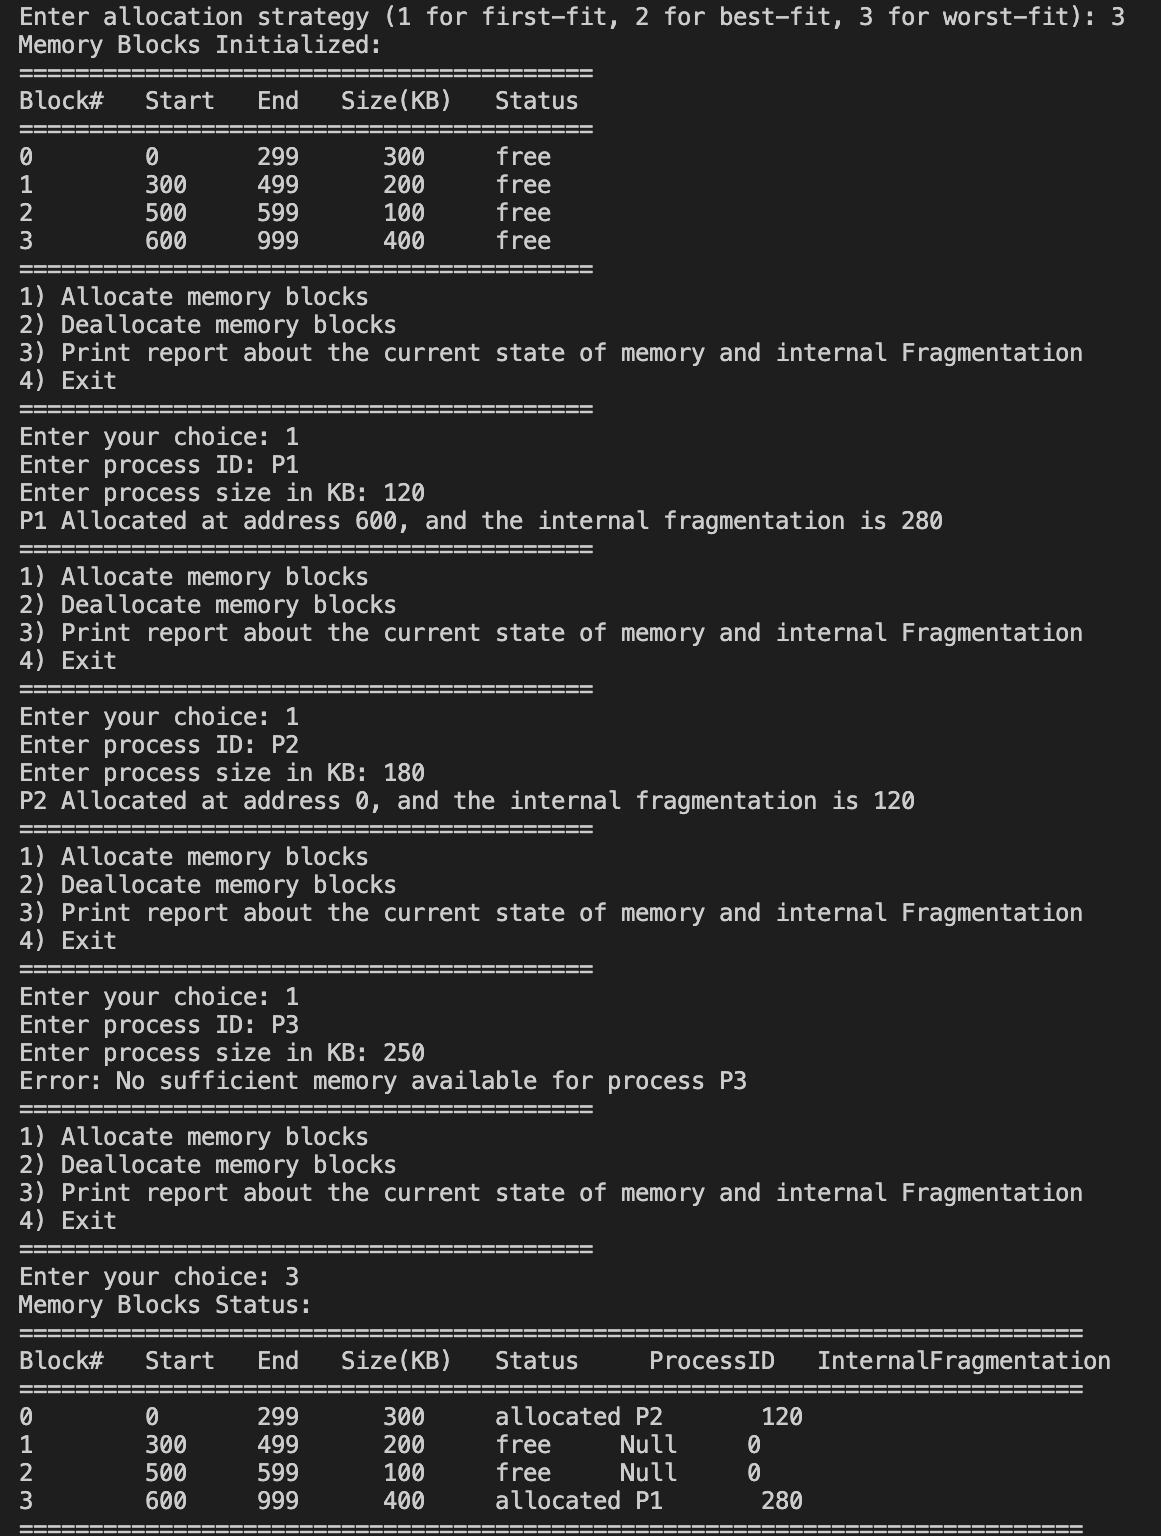 Enter allocation strategy (1 for first-fit, 2 for best-fit, 3 for worst-fit): 3
Memory Blocks Initialized:
=========================================
Block#   Start   End   Size(KB)   Status
=========================================
0        0       299      300     free
1        300     499      200     free
2        500     599      100     free
3        600     999      400     free
=========================================
1) Allocate memory blocks
2) Deallocate memory blocks
3) Print report about the current state of memory and internal Fragmentation
4) Exit
=========================================
Enter your choice: 1
Enter process ID: P1
Enter process size in KB: 120
P1 Allocated at address 600, and the internal fragmentation is 280
=========================================
1) Allocate memory blocks
2) Deallocate memory blocks
3) Print report about the current state of memory and internal Fragmentation
4) Exit
=========================================
Enter your choice: 1
Enter process ID: P2
Enter process size in KB: 180
P2 Allocated at address 0, and the internal fragmentation is 120
=========================================
1) Allocate memory blocks
2) Deallocate memory blocks
3) Print report about the current state of memory and internal Fragmentation
4) Exit
=========================================
Enter your choice: 1
Enter process ID: P3
Enter process size in KB: 250
Error: No sufficient memory available for process P3
=========================================
1) Allocate memory blocks
2) Deallocate memory blocks
3) Print report about the current state of memory and internal Fragmentation
4) Exit
=========================================
Enter your choice: 3
Memory Blocks Status:
============================================================================
Block#   Start   End   Size(KB)   Status     ProcessID   InternalFragmentation
============================================================================
0        0       299      300     allocated P2       120
1        300     499      200     free     Null     0
2        500     599      100     free     Null     0
3        600     999      400     allocated P1       280
============================================================================